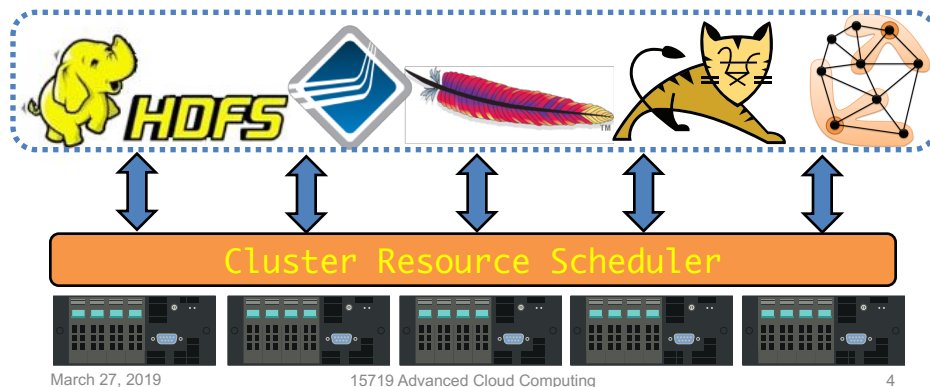 HDFS
TM
Cluster Resource Scheduler
March 27, 2019
15719 Advanced Cloud Computing
4